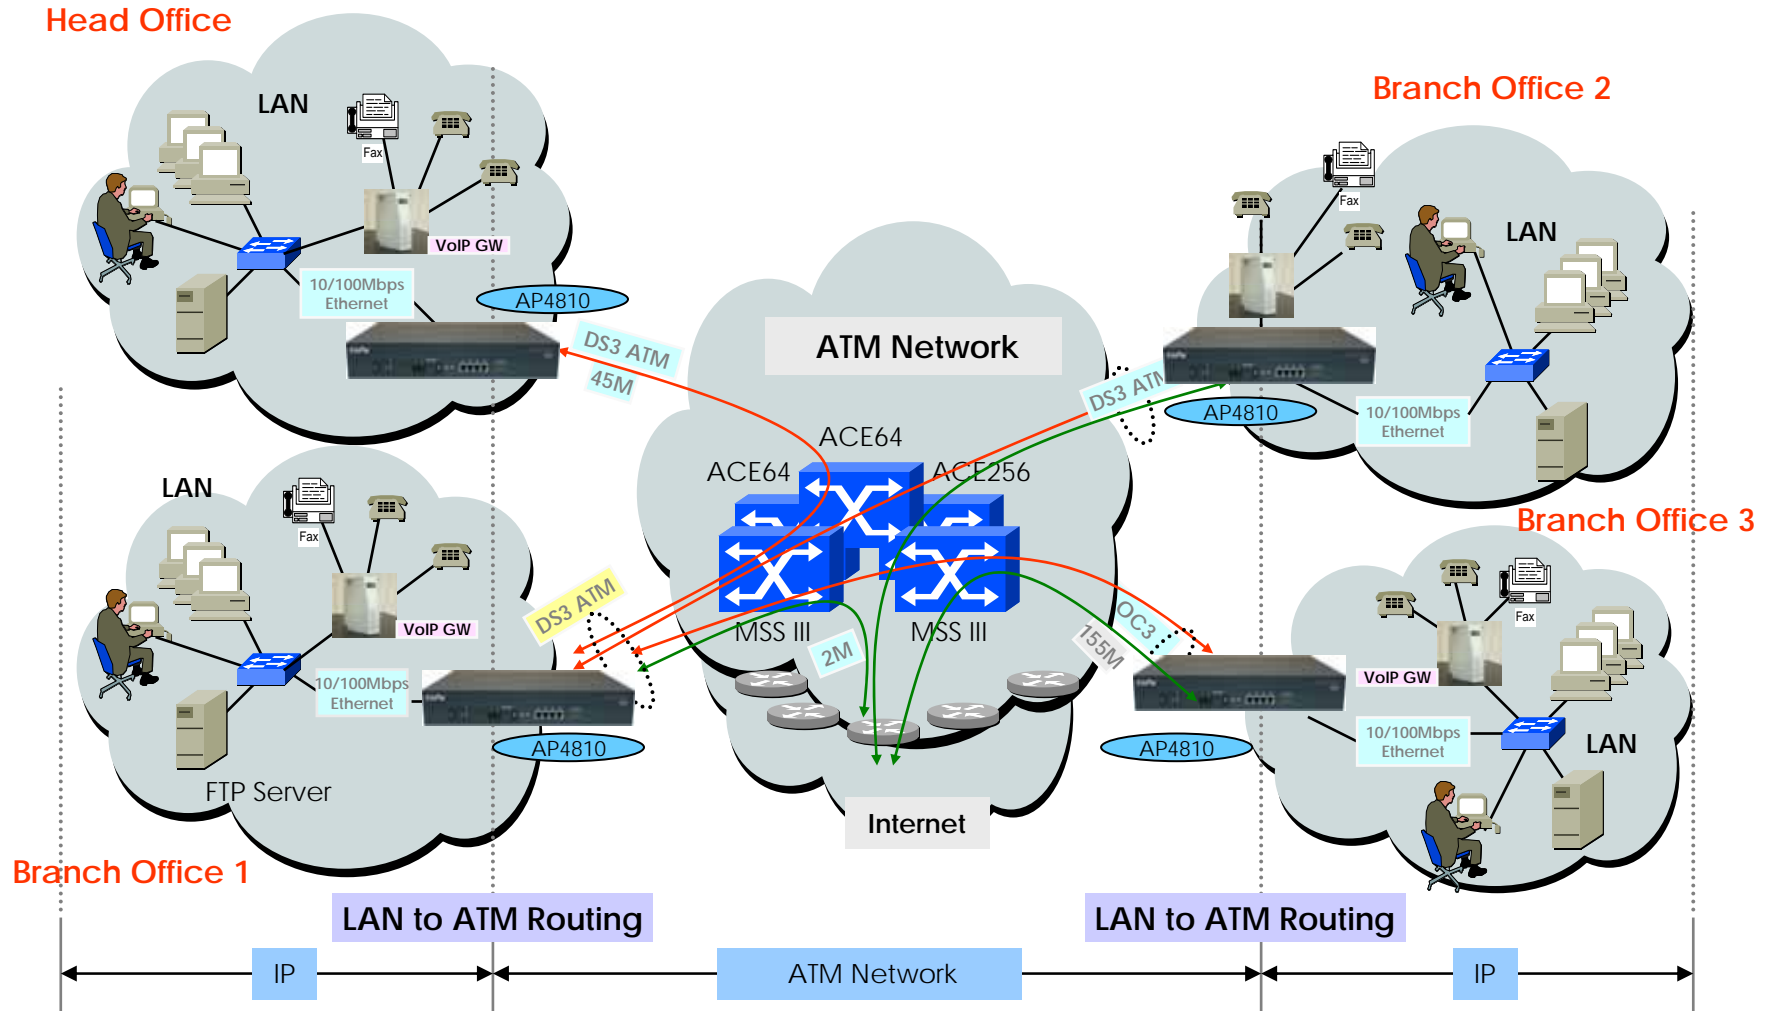 Head Office
LAN
Fax
VoIP GW
10/100Mbps
Ethernet
AP4810
DS3 ATM
45M
Branch Office 2
Fax
LAN
ATM Network
DS3 ATM
AP4810
10/100Mbps
Ethernet
ACE64
ACE64
ACE256
MSS III
MSS III
LAN
Fax
VoIP GW
10/100Mbps
Ethernet
DS3 ATM
2M
AP4810
FTP Server
Branch Office 1
Branch Office 3
OC3
155M
Fax
VoIP GW
10/100Mbps
Ethernet
LAN
AP4810
Internet
LAN to ATM Routing
LAN to ATM Routing
IP
ATM Network
IP